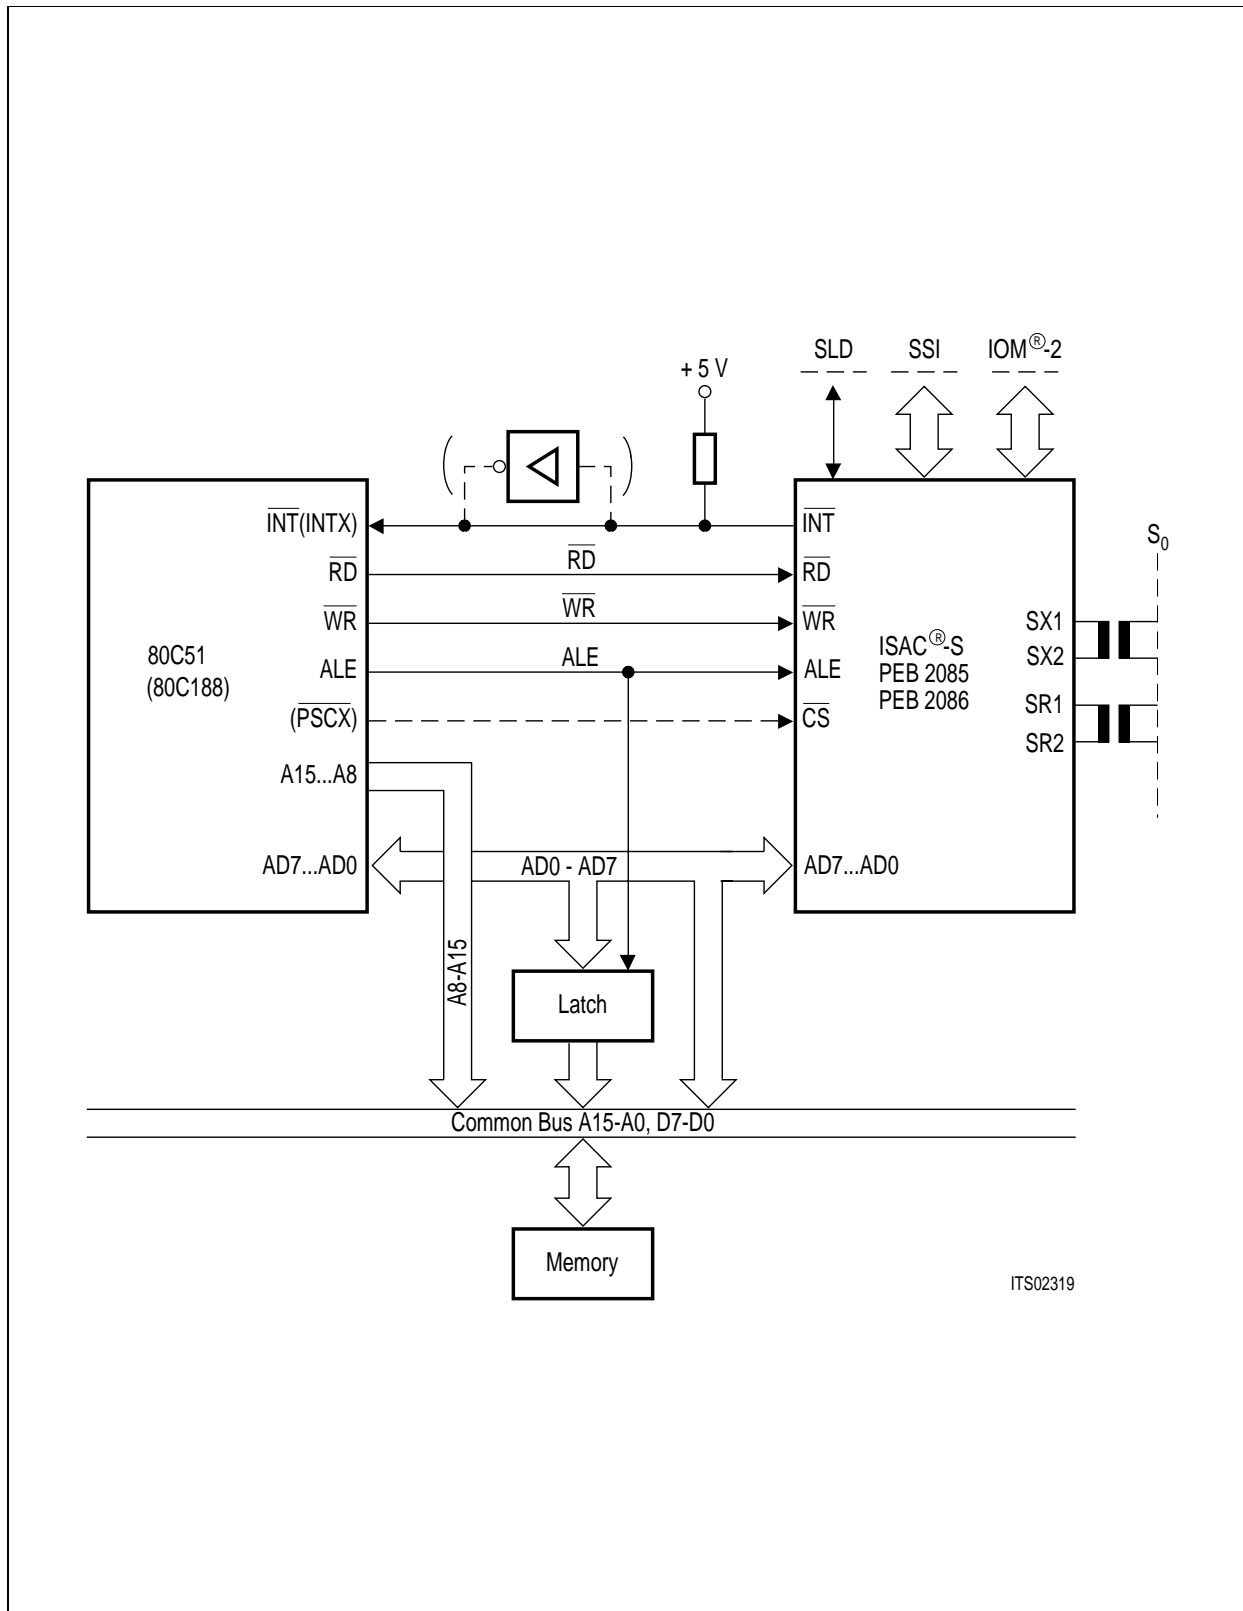 SLD SSI IOM®-2
+ 5 V
INT(INTX) INT
S0
RD RD RD
WR WR WR
SX1
80C51
(80C188)
ISAC®-S
PEB 2085
PEB 2086
SX2
ALE ALE ALE
SR1
(PSCX) CS
SR2
A15...A8
AD7...AD0 AD0 - AD7 AD7...AD0
A8-A15
Latch
Common Bus A15-A0, D7-D0
Memory
ITS02319